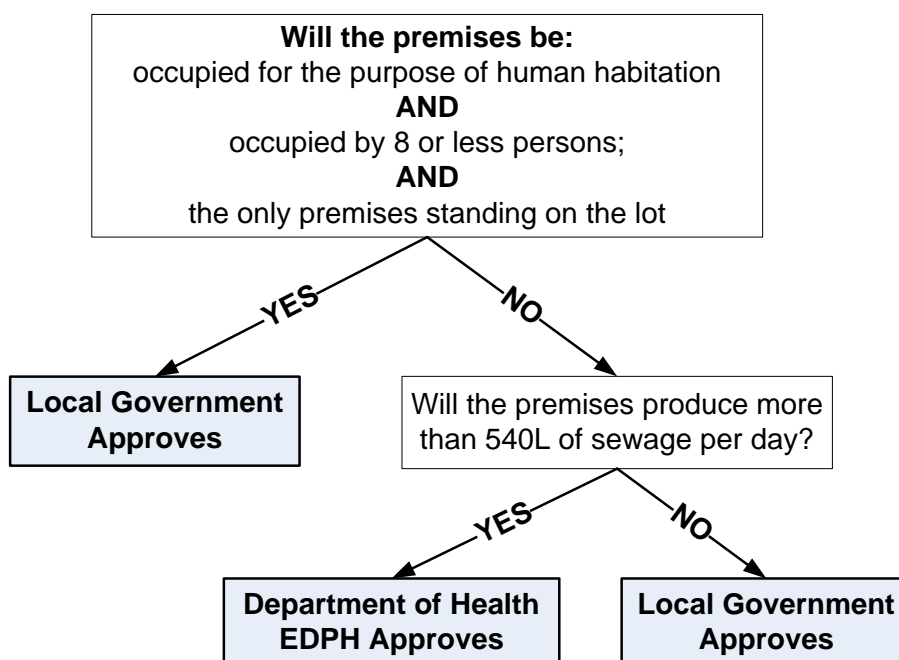 Will the premises be:
occupied for the purpose of human habitation
AND
occupied by 8 or less persons;
AND
the only premises standing on the lot
YES
NO
Local Government
Approves
Will the premises produce more
than 540L of sewage per day?
YES
NO
Department of Health
EDPH Approves
Local Government
Approves